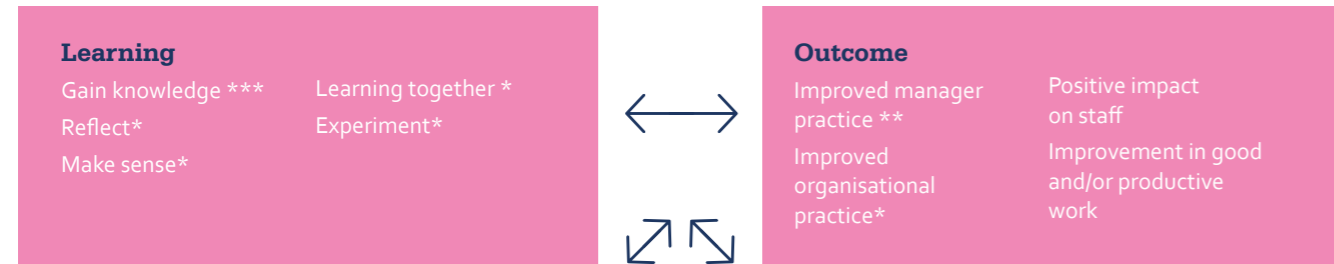 Learning
Gain knowledge ***
Reflect*
Make sense*
Learning together *
Experiment*
Outcome
Improved manager
practice **
Improved
organisational
practice*
Positive impact
on staff
Improvement in good
and/or productive
work